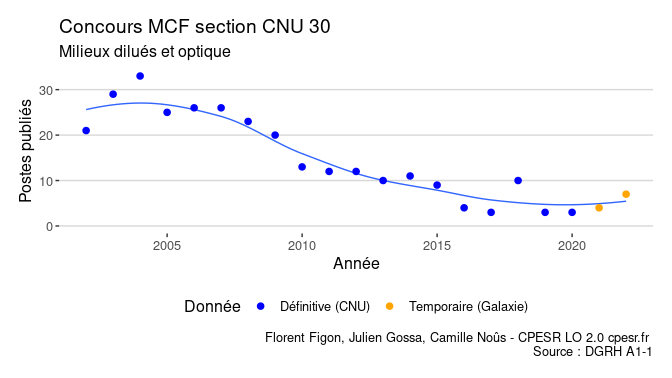 Concours MCF section CNU 30
Milieux dilués et optique
Postes publiés
30
20
10
0
2005 2010 2015 2020
Année
Donnée Définitive (CNU) Temporaire (Galaxie)
Florent Figon, Julien Gossa, Camille Noûs - CPESR LO 2.0 cpesr.fr
Source : DGRH A1-1